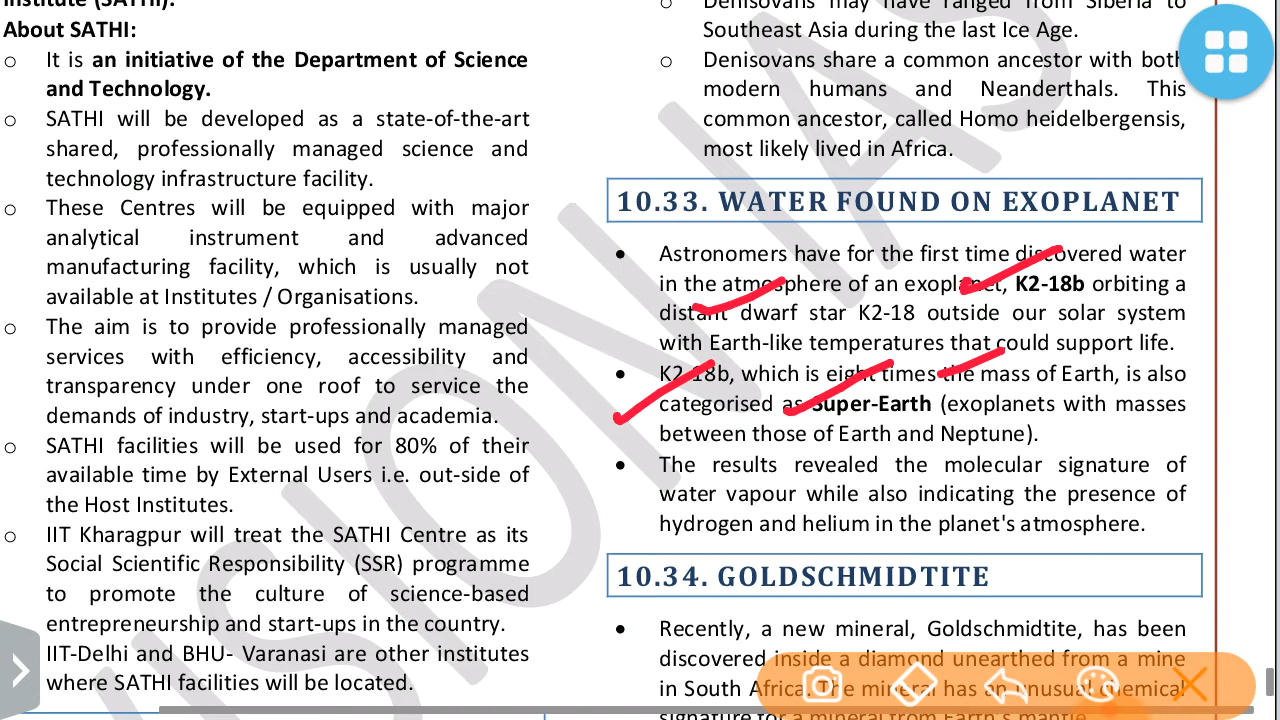 Institute (SATHI).
About SATHI:
o It is an initiative of the Department of Science
and Technology.
o SATHI will be developed as a state-of-the-art
shared, professionally managed science and
technology infrastructure facility.
o These Centres will be equipped with major
analytical instrument and advanced
manufacturing facility, which is usually not
available at Institutes / Organisations.
o The aim is to provide professionally managed
services with efficiency, accessibility and
transparency under one roof to service the
demands of industry, start-ups and academia.
o SATHI facilities will be used for 80% of their
available time by External Users i.e. out-side of
the Host Institutes.
o IIT Kharagpur will treat the SATHI Centre as its
Social Scientific Responsibility (SSR) programme
to promote the culture of science-based
entrepreneurship and start-ups in the country.
IIT-Delhi and BHU- Varanasi are other institutes
where SATHI facilities will be located.
o Denisovans may have ranged from Siberia to
Southeast Asia during the last Ice Age.
o Denisovans share a common ancestor with both
modern humans and Neanderthals. This
common ancestor, called Homo heidelbergensis,
most likely lived in Africa.
10.33. WATER FOUND ON EXOPLANET
• Astronomers have for the first time discovered water
in the atmosphere of an exoplanet, K2-18b orbiting a
distant dwarf star K2-18 outside our solar system
with Earth-like temperatures that could support life.
• K2-18b, which is eight times the mass of Earth, is also
categorised as Super-Earth (exoplanets with masses
between those of Earth and Neptune).
• The results revealed the molecular signature of
water vapour while also indicating the presence of
hydrogen and helium in the planet's atmosphere.
10.34. GOLDSCHMIDTITE
• Recently, a new mineral, Goldschmidtite, has been
discovered inside a diamond unearthed from a mine
in South Africa. The mineral has an unusual chemical
signature for a mineral from Earth's mantle.
VISION IAS